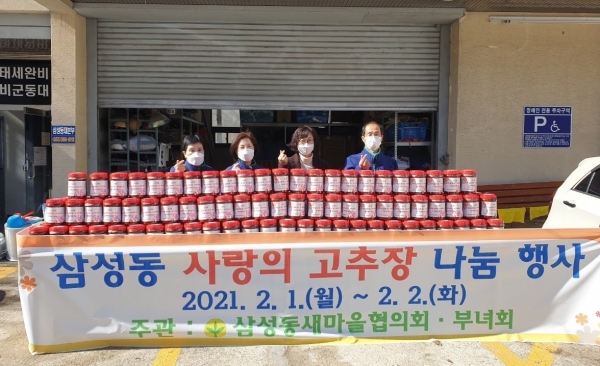 태세완비
비군동대
P
삼성동 사랑의 고추장 나눔 행사
2021. 2. 1.(월) ~ 2. 2.(화)
주관 : 삼성동새마을협의회 · 부녀회